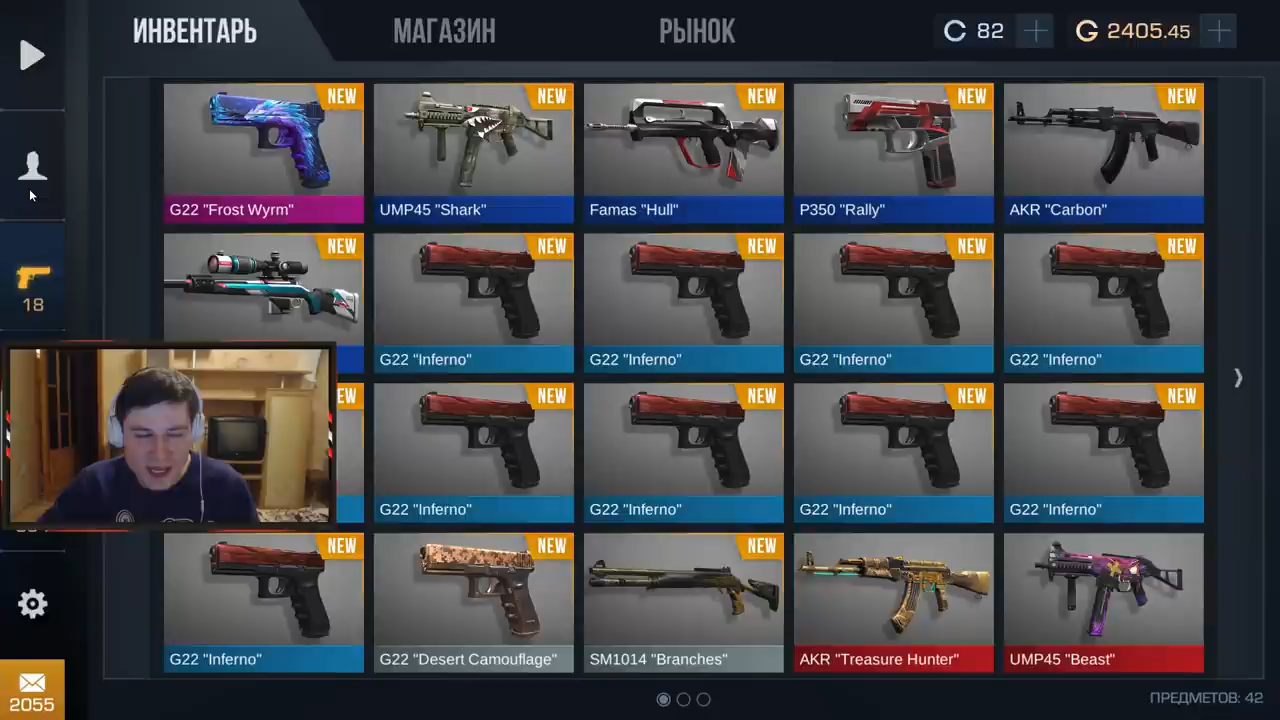 ИНВЕНТАРЬ МАГАЗИН РЫНОК C 82 G 2405.45
NEW NEW NEW NEW NEW
G22 "Frost Wyrm" UMP45 "Shark" Famas "Hull" P350 "Rally" AKR "Carbon"
NEW NEW NEW NEW NEW
18
G22 "Inferno" G22 "Inferno" G22 "Inferno" G22 "Inferno"
NEW NEW NEW NEW
G22 "Inferno" G22 "Inferno" G22 "Inferno" G22 "Inferno"
NEW NEW NEW
G22 "Inferno" G22 "Desert Camouflage" SM1014 "Branches" AKR "Treasure Hunter" UMP45 "Beast"
2055
ПРЕДМЕТОВ: 42